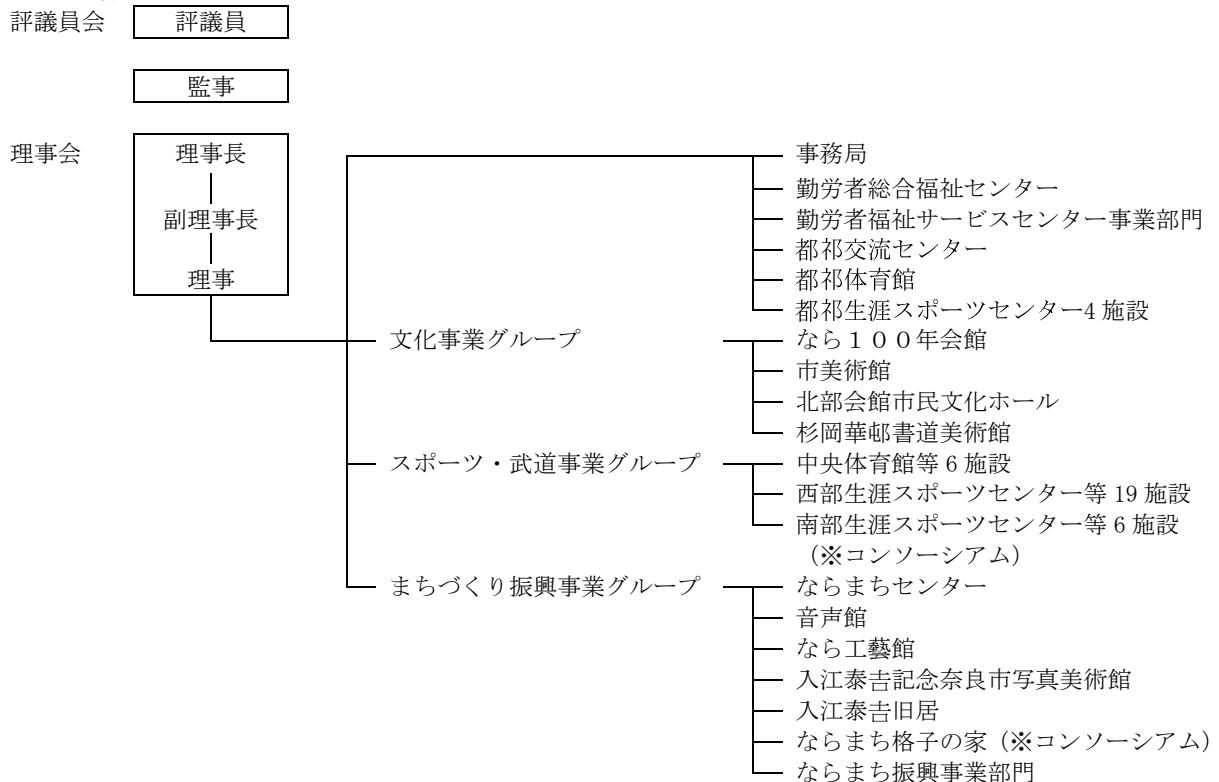 評議員会 評議員
監事
理事会 理事長 事務局
勤労者総合福祉センター
副理事長 勤労者福祉サービスセンター事業部門
都祁交流センター
理事 都祁体育館
都祁生涯スポーツセンター4施設
文化事業グループ なら１００年会館
市美術館
北部会館市民文化ホール
杉岡華邨書道美術館
スポーツ・武道事業グループ 中央体育館等6施設
西部生涯スポーツセンター等19施設
南部生涯スポーツセンター等6施設
（※コンソーシアム）
まちづくり振興事業グループ ならまちセンター
音声館
なら工藝館
入江泰𠮷記念奈良市写真美術館
入江泰𠮷旧居
ならまち格子の家（※コンソーシアム）
ならまち振興事業部門